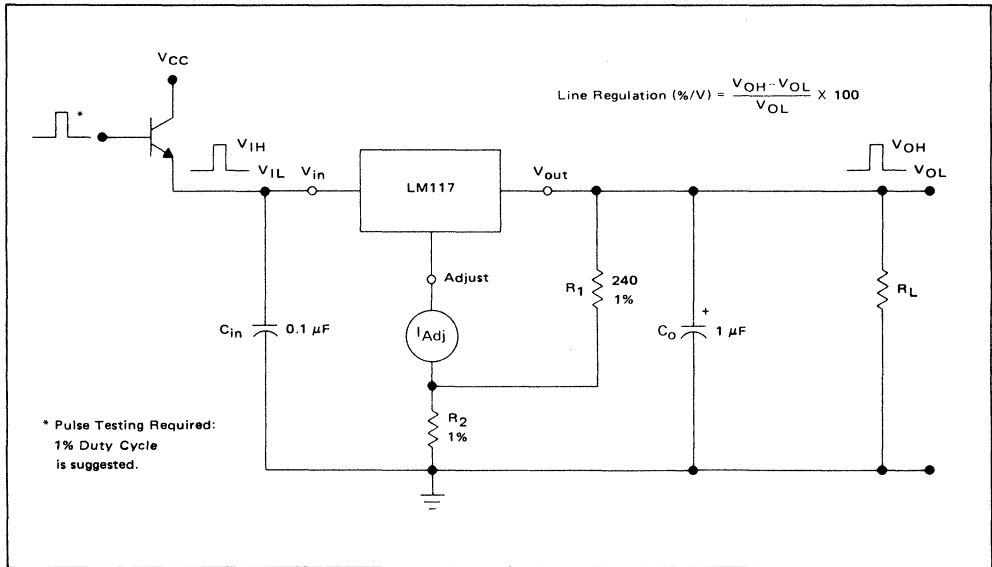 VCC
*
VIH
VIL
Vin
LM117
Vout
Line Regulation (%/V) = VOH - VOL / VOL X 100
VOH
VOL
Adjust
IAdj
R1
240
1%
Cin
0.1 µF
+
CO
1 µF
RL
R2
1%
* Pulse Testing Required:
1% Duty Cycle
is suggested.